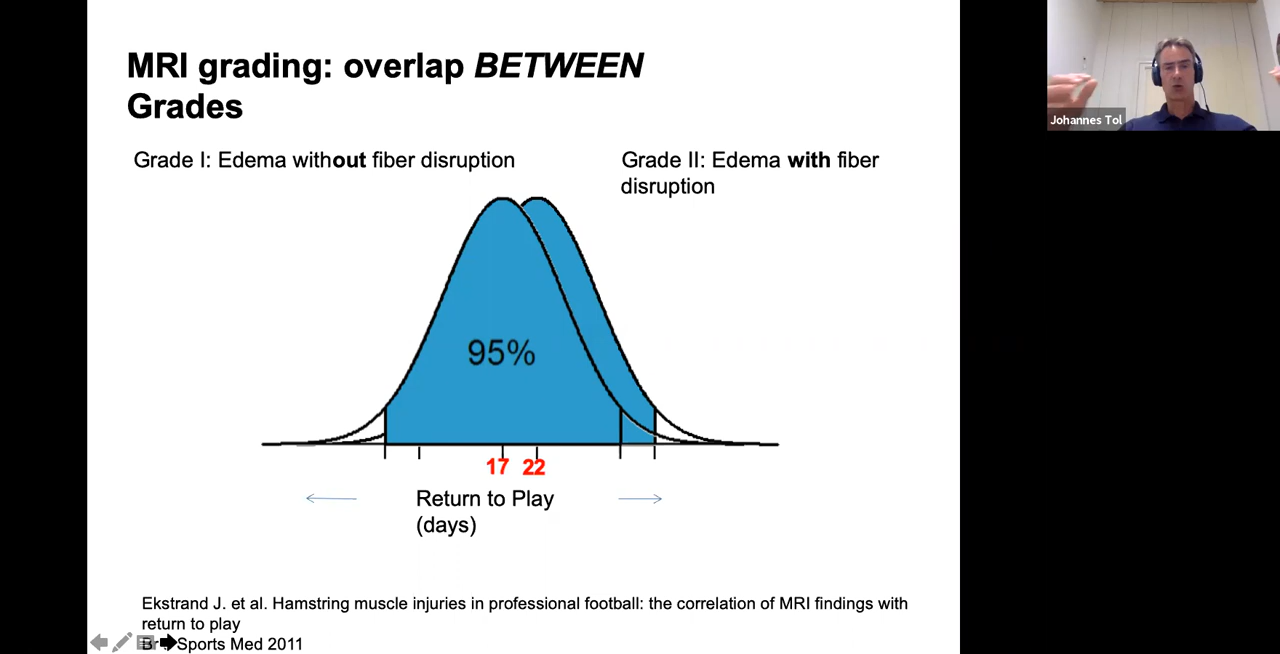 MRI grading: overlap BETWEEN
Grades
Johannes Tol
Grade I: Edema without fiber disruption
Grade II: Edema with fiber
disruption
95%
17 22
Return to Play
(days)
Ekstrand J. et al. Hamstring muscle injuries in professional football: the correlation of MRI findings with
return to play
Sports Med 2011